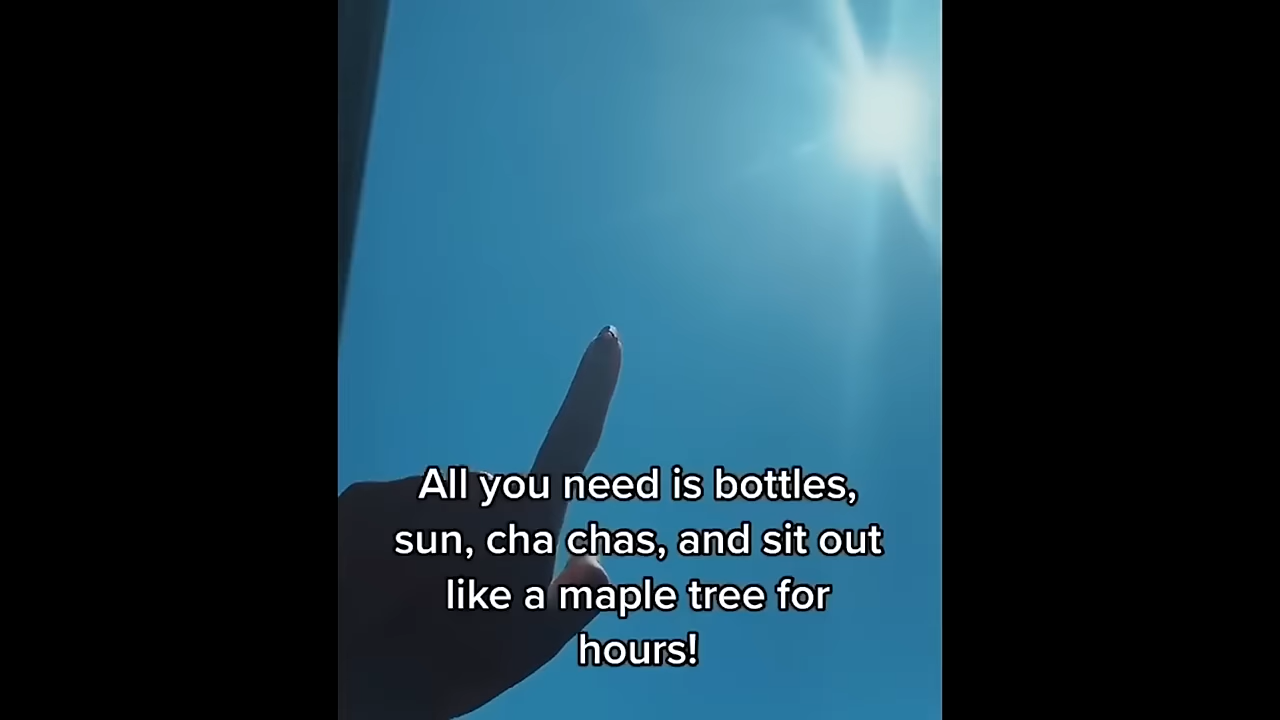 All you need is bottles,
sun, cha chas, and sit out
like a maple tree for
hours!